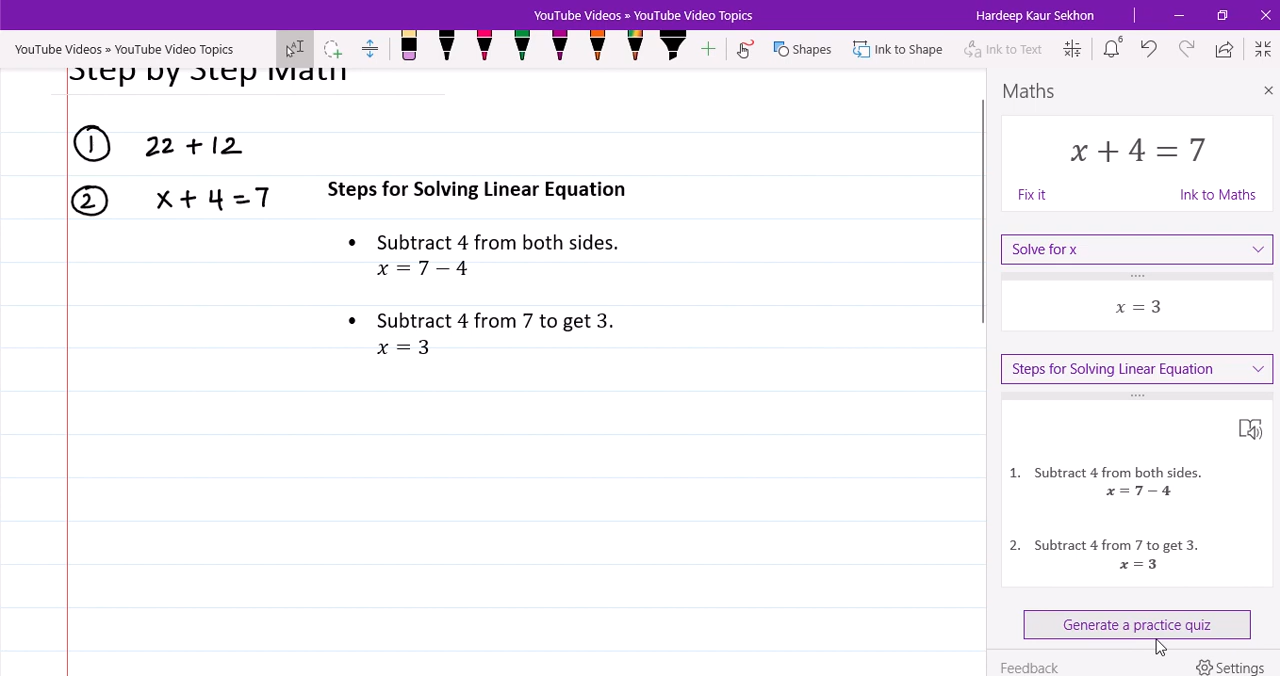 YouTube Videos » YouTube Video Topics
Hardeep Kaur Sekhon
YouTube Videos » YouTube Video Topics
Shapes
Ink to Shape
Ink to Text
6
Step by Step Math
1 22 + 12
2 x + 4 = 7
Steps for Solving Linear Equation
• Subtract 4 from both sides.
x = 7 − 4
• Subtract 4 from 7 to get 3.
x = 3
Maths
x + 4 = 7
Fix it
Ink to Maths
Solve for x
x = 3
Steps for Solving Linear Equation
1. Subtract 4 from both sides.
x = 7 − 4
2. Subtract 4 from 7 to get 3.
x = 3
Generate a practice quiz
Feedback
Settings